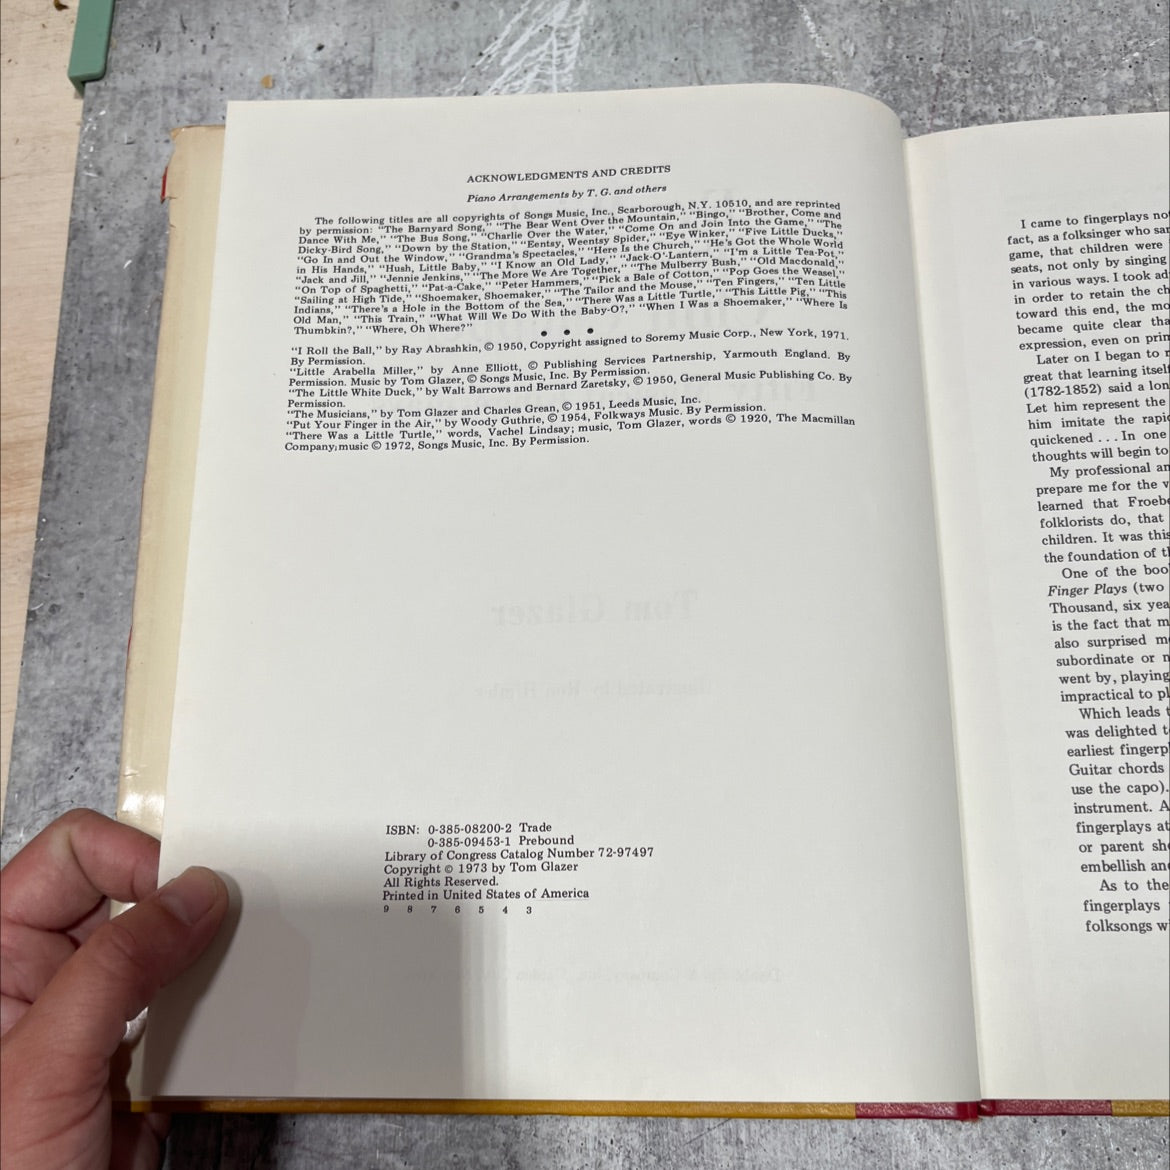 ACKNOWLEDGMENTS AND CREDITS
Piano Arrangements by T. G. and others
The following titles are all copyrights of Songs Music, Inc., Scarborough, N.Y. 10510, and are reprinted
by permission: "The Barnyard Song," "The Bear Went Over the Mountain," "Bingo," "Brother, Come and
Dance With Me," "The Bus Song," "Charlie Over the Water," "Come On and Join Into the Game," "The
Dicky-Bird Song," "Down by the Station," "Eentsy, Weentsy Spider," "Eye Winker," "Five Little Ducks,"
"Go In and Out the Window," "Grandma's Spectacles," "Here Is the Church," "He's Got the Whole World
in His Hands," "Hush, Little Baby," "I Know an Old Lady," "Jack-O'-Lantern," "I'm a Little Tea-Pot,"
"Jack and Jill," "Jennie Jenkins," "The More We Are Together," "The Mulberry Bush," "Old Macdonald,"
"On Top of Spaghetti," "Pat-a-Cake," "Peter Hammers," "Pick a Bale of Cotton," "Pop Goes the Weasel,"
"Sailing at High Tide," "Shoemaker, Shoemaker," "The Tailor and the Mouse," "Ten Fingers," "Ten Little
Indians," "There's a Hole in the Bottom of the Sea," "There Was a Little Turtle," "This Little Pig," "This
Old Man," "This Train," "What Will We Do With the Baby-O?," "When I Was a Shoemaker," "Where Is
Thumbkin?," "Where, Oh Where?"
• • •
"I Roll the Ball," by Ray Abrashkin, © 1950, Copyright assigned to Soremy Music Corp., New York, 1971.
By Permission.
"Little Arabella Miller," by Anne Elliott, © Publishing Services Partnership, Yarmouth England. By
Permission. Music by Tom Glazer, © Songs Music, Inc. By Permission.
"The Little White Duck," by Walt Barrows and Bernard Zaretsky, © 1950, General Music Publishing Co. By
Permission.
"The Musicians," by Tom Glazer and Charles Grean, © 1951, Leeds Music, Inc.
"Put Your Finger in the Air," by Woody Guthrie, © 1954, Folkways Music. By Permission.
"There Was a Little Turtle," words, Vachel Lindsay; music, Tom Glazer, words © 1920, The Macmillan
Company; music © 1972, Songs Music, Inc. By Permission.
ISBN: 0-385-08200-2 Trade
0-385-09453-1 Prebound
Library of Congress Catalog Number 72-97497
Copyright © 1973 by Tom Glazer
All Rights Reserved.
Printed in United States of America
9 8 7 6 5 4 3
I came to fingerplays
fact, as a folksinger who
game, that children were
seats, not only by singing
in various ways. I took
in order to retain the
toward this end, the
became quite clear
expression, even on
Later on I began to
great that learning
(1782-1852) said a
Let him represent the
him imitate the
quickened . . . In one
thoughts will begin to
My professional
prepare me for the
learned that
folklorists do, that
children. It was this
the foundation of
One of the
Finger Plays (two
Thousand, six
is the fact that
also surprised
subordinate or
went by, playing
impractical to
Which leads
was delighted
earliest
Guitar chords
use the capo).
instrument.
fingerplays
or parent
embellish
As to the
fingerplays
folksongs